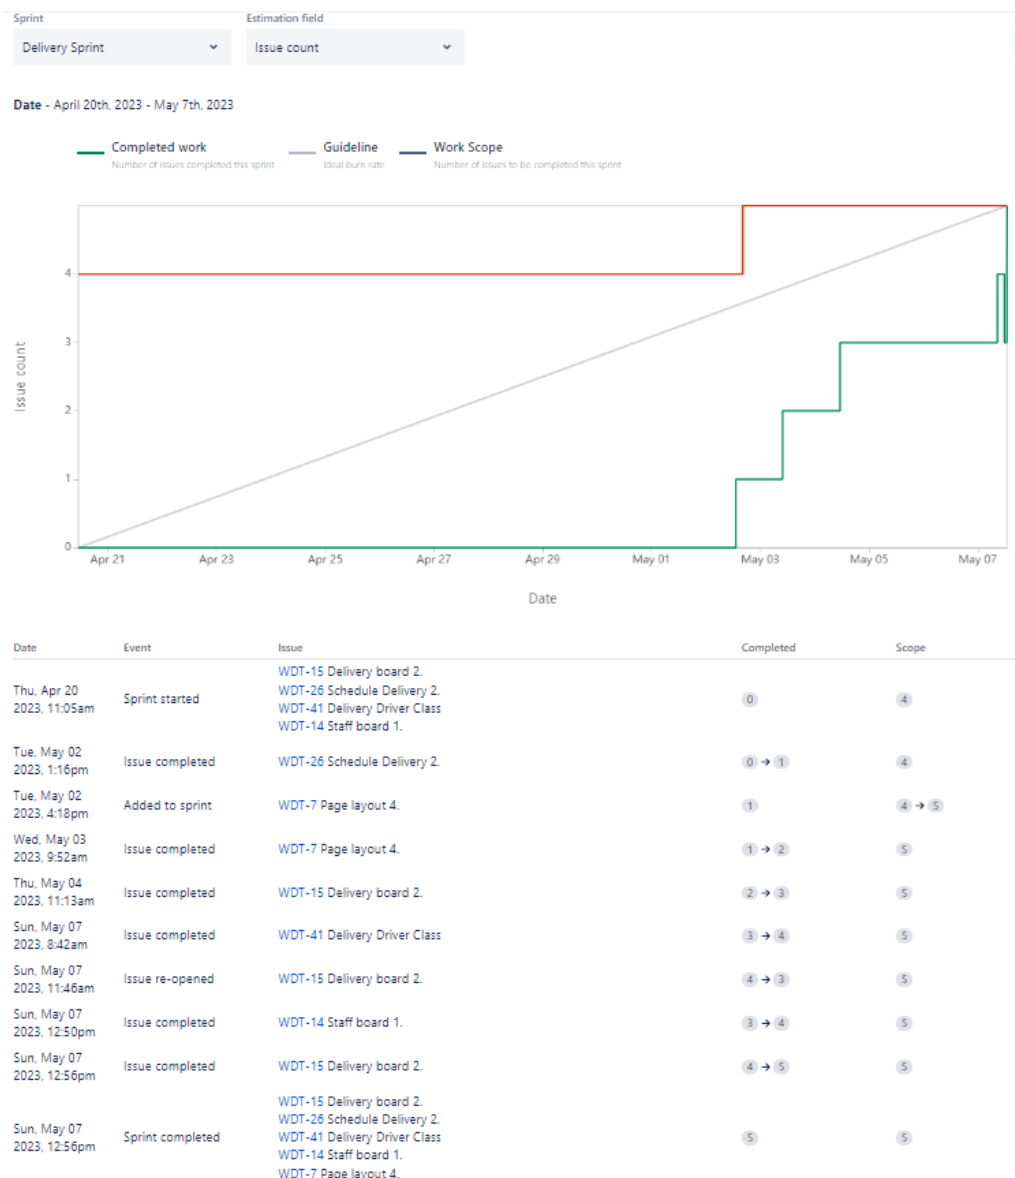 Sprint
Estimation field
Delivery Sprint
Issue count
Date - April 20th, 2023 - May 7th, 2023
Completed work
Guideline
Work Scope
Number of issues completed this sprint
Ideal burn rate
Number of issues to be completed this sprint
4
3
2
1
0
Issue count
Apr 21 Apr 23 Apr 25 Apr 27 Apr 29 May 01 May 03 May 05 May 07
Date
Date Event Issue Completed Scope
WDT-15 Delivery board 2.
WDT-26 Schedule Delivery 2.
WDT-41 Delivery Driver Class
WDT-14 Staff board 1.
Thu, Apr 20
2023, 11:05am
Sprint started
0
4
Tue, May 02
2023, 1:16pm
Issue completed
WDT-26 Schedule Delivery 2.
0 → 1
4
Tue, May 02
2023, 4:18pm
Added to sprint
WDT-7 Page layout 4.
1
4 → 5
Wed, May 03
2023, 9:52am
Issue completed
WDT-7 Page layout 4.
1 → 2
5
Thu, May 04
2023, 11:13am
Issue completed
WDT-15 Delivery board 2.
2 → 3
5
Sun, May 07
2023, 8:42am
Issue completed
WDT-41 Delivery Driver Class
3 → 4
5
Sun, May 07
2023, 11:46am
Issue re-opened
WDT-15 Delivery board 2.
4 → 3
5
Sun, May 07
2023, 12:50pm
Issue completed
WDT-14 Staff board 1.
3 → 4
5
Sun, May 07
2023, 12:56pm
Issue completed
WDT-15 Delivery board 2.
4 → 5
5
Sun, May 07
2023, 12:56pm
Sprint completed
WDT-15 Delivery board 2.
WDT-26 Schedule Delivery 2.
WDT-41 Delivery Driver Class
WDT-14 Staff board 1.
WDT-7 Page layout 4.
5
5